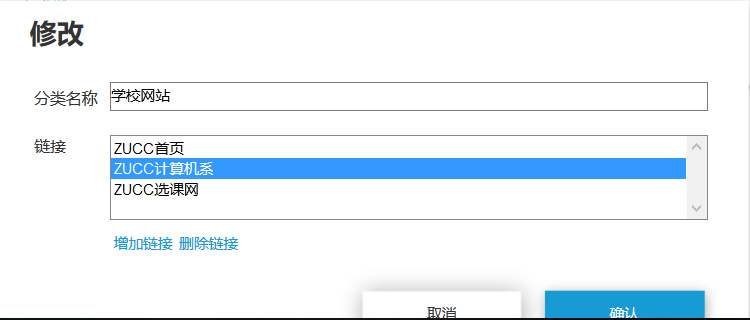 修改
分类名称
学校网站
链接
ZUCC首页
ZUCC计算机系
ZUCC选课网
增加链接 删除链接
取消 确认